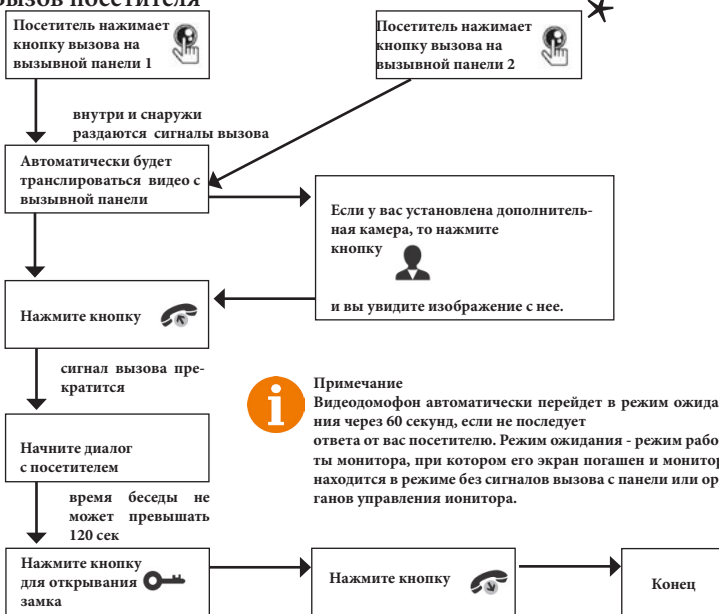 Вызов посетителя
Посетитель нажимает
кнопку вызова на
вызывной панели 1
Посетитель нажимает
кнопку вызова на
вызывной панели 2
внутри и снаружи
раздаются сигналы вызова
Автоматически будет
транслироваться видео с
вызывной панели
Если у вас установлена дополнитель-
ная камера, то нажмите
кнопку
и вы увидите изображение с нее.
Нажмите кнопку
сигнал вызова пре-
кратится
Примечание
Видеодомофон автоматически перейдет в режим ожида
ния через 60 секунд, если не последует
ответа от вас посетителю. Режим ожидания - режим рабо
ты монитора, при котором его экран погашен и монитор
находится в режиме без сигналов вызова с панели или ор
ганов управления ионитора.
Начните диалог
с посетителем
время беседы не
может превышать
120 сек
Нажмите кнопку
для открывания
замка
Нажмите кнопку
Конец